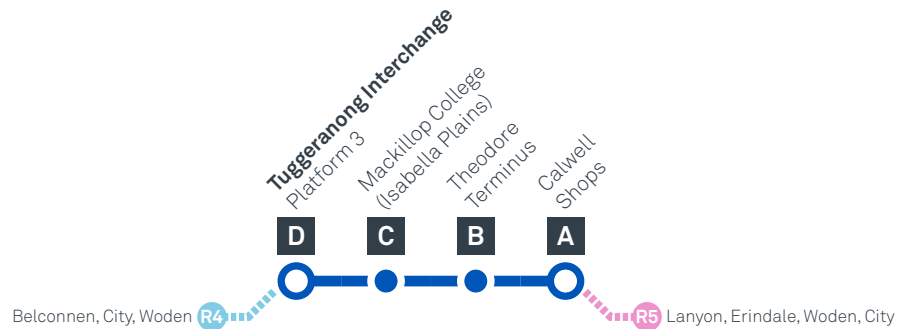 Tuggeranong Interchange
Platform 3
Mackillop College
(Isabella Plains)
Theodore
Terminus
Calwell
Shops
D
C
B
A
Belconnen, City, Woden R4
R5 Lanyon, Erindale, Woden, City